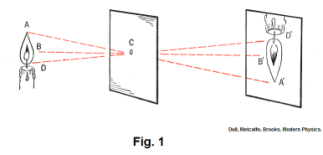 A
B
D
C
D'
B'
A'
Dull, Metcalfe, Brooks. Modern Physics.
Fig. 1